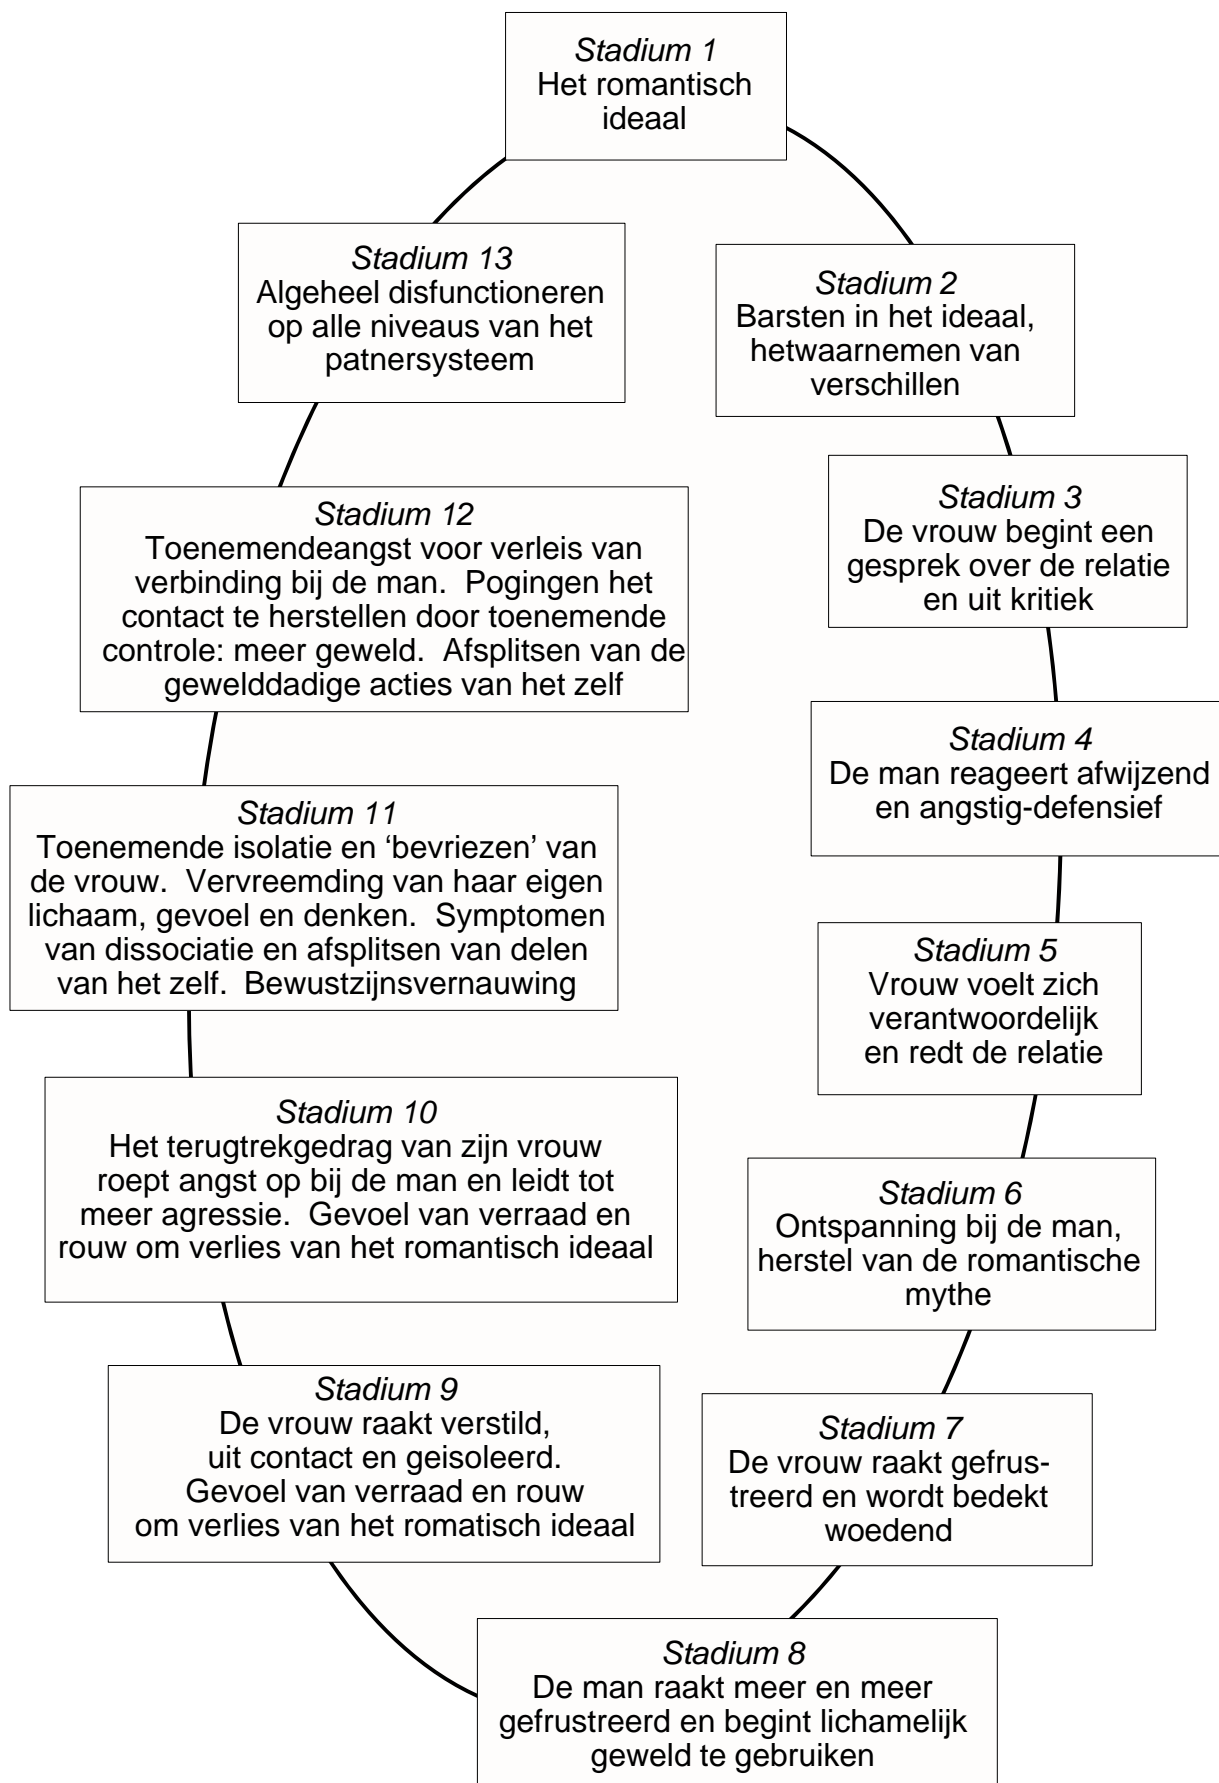 Stadium 1
Het romantisch
ideaal
Stadium 2
Barsten in het ideaal,
hetwaarnemen van
verschillen
Stadium 3
De vrouw begint een
gesprek over de relatie
en uit kritiek
Stadium 4
De man reageert afwijzend
en angstig-defensief
Stadium 5
Vrouw voelt zich
verantwoordelijk
en redt de relatie
Stadium 6
Ontspanning bij de man,
herstel van de romantische
mythe
Stadium 7
De vrouw raakt gefrus-
treerd en wordt bedekt
woedend
Stadium 8
De man raakt meer en meer
gefrustreerd en begint lichamelijk
geweld te gebruiken
Stadium 9
De vrouw raakt verstild,
uit contact en geisoleerd.
Gevoel van verraad en rouw
om verlies van het romatisch ideaal
Stadium 10
Het terugtrekgedrag van zijn vrouw
roept angst op bij de man en leidt tot
meer agressie. Gevoel van verraad en
rouw om verlies van het romantisch ideaal
Stadium 11
Toenemende isolatie en ‘bevriezen’ van
de vrouw. Vervreemding van haar eigen
lichaam, gevoel en denken. Symptomen
van dissociatie en afsplitsen van delen
van het zelf. Bewustzijnsvernauwing
Stadium 12
Toenemendeangst voor verleis van
verbinding bij de man. Pogingen het
contact te herstellen door toenemende
controle: meer geweld. Afsplitsen van de
gewelddadige acties van het zelf
Stadium 13
Algeheel disfunctioneren
op alle niveaus van het
patnersysteem